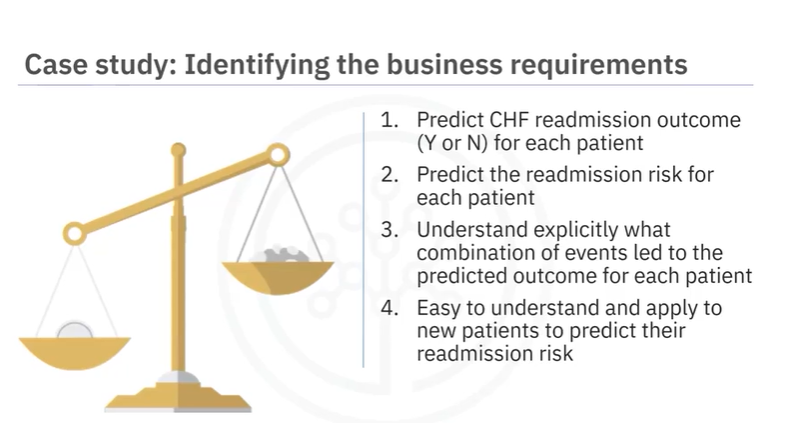 Case study: Identifying the business requirements
1. Predict CHF readmission outcome
(Y or N) for each patient
2. Predict the readmission risk for
each patient
3. Understand explicitly what
combination of events led to the
predicted outcome for each patient
4. Easy to understand and apply to
new patients to predict their
readmission risk